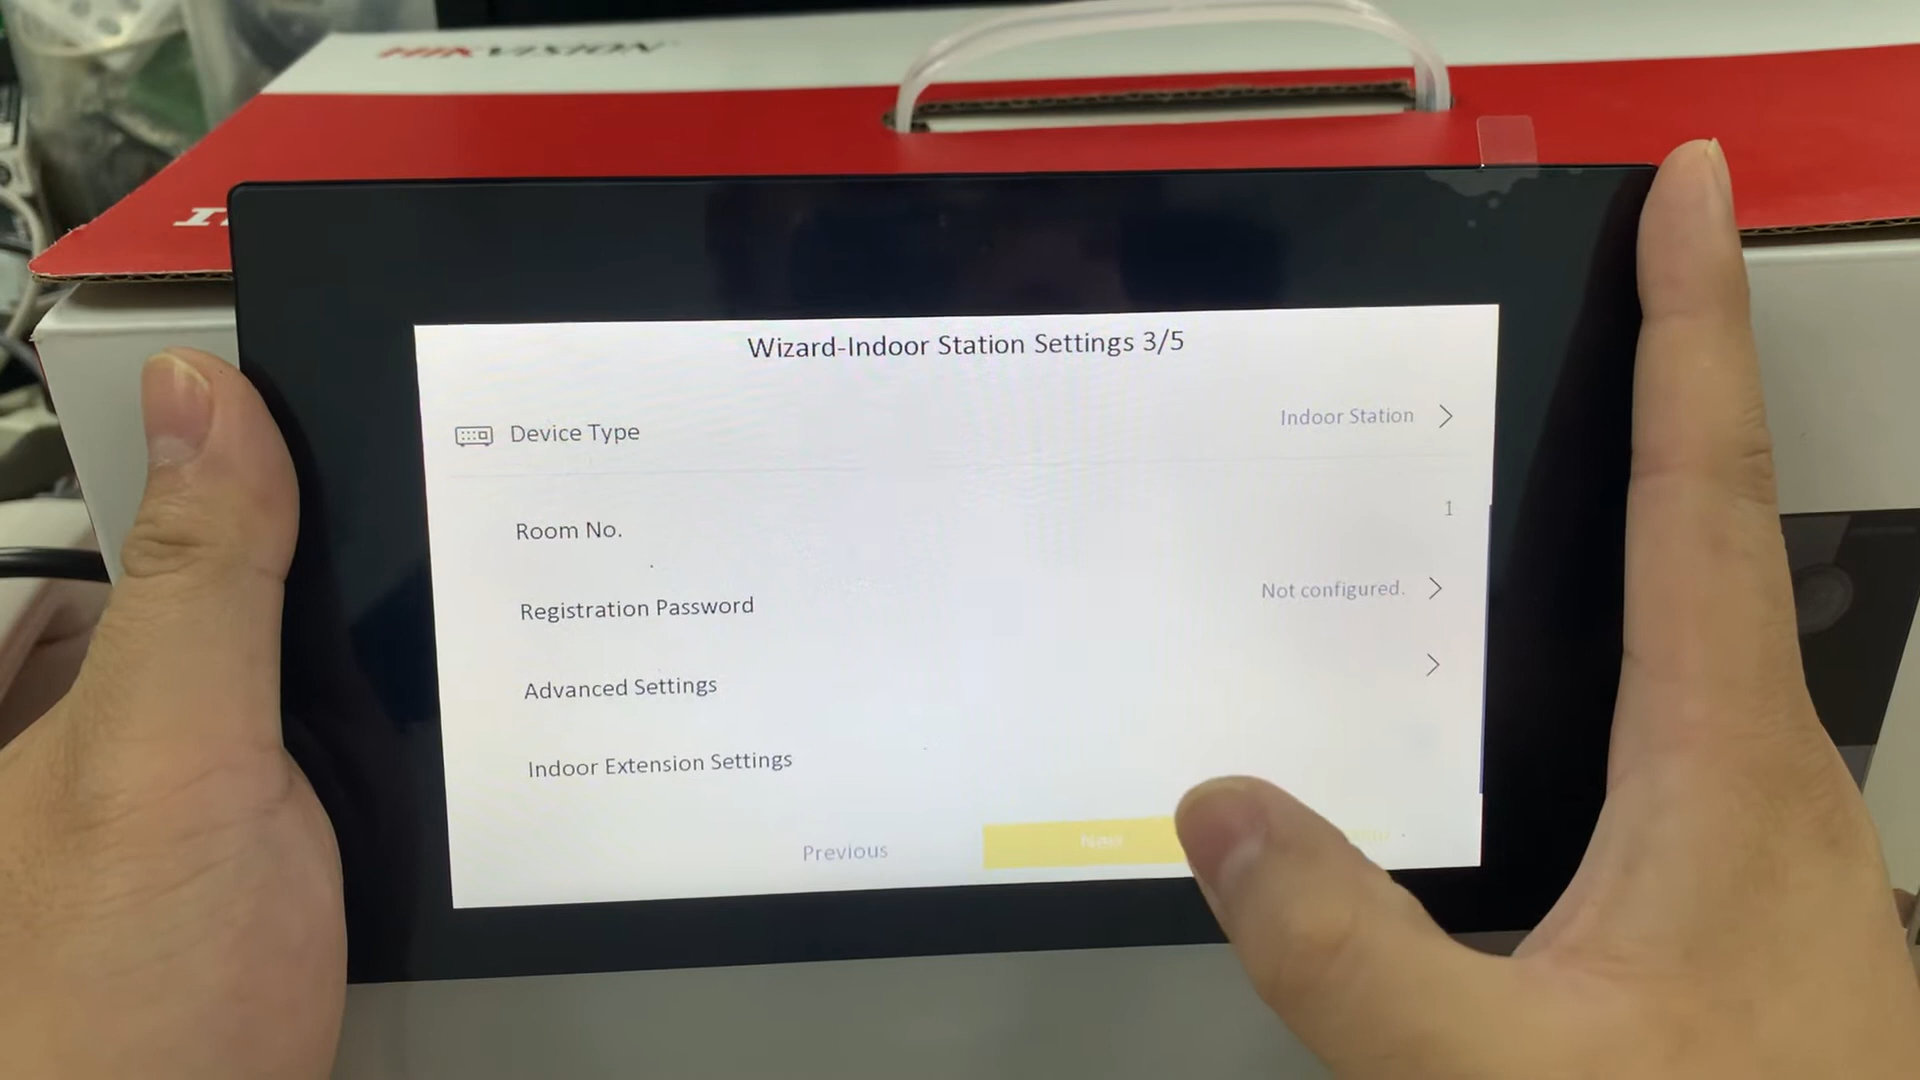 HIKVISION
Wizard-Indoor Station Settings 3/5
Device Type
Indoor Station
Room No.
1
Registration Password
Not configured.
Advanced Settings
Indoor Extension Settings
Previous